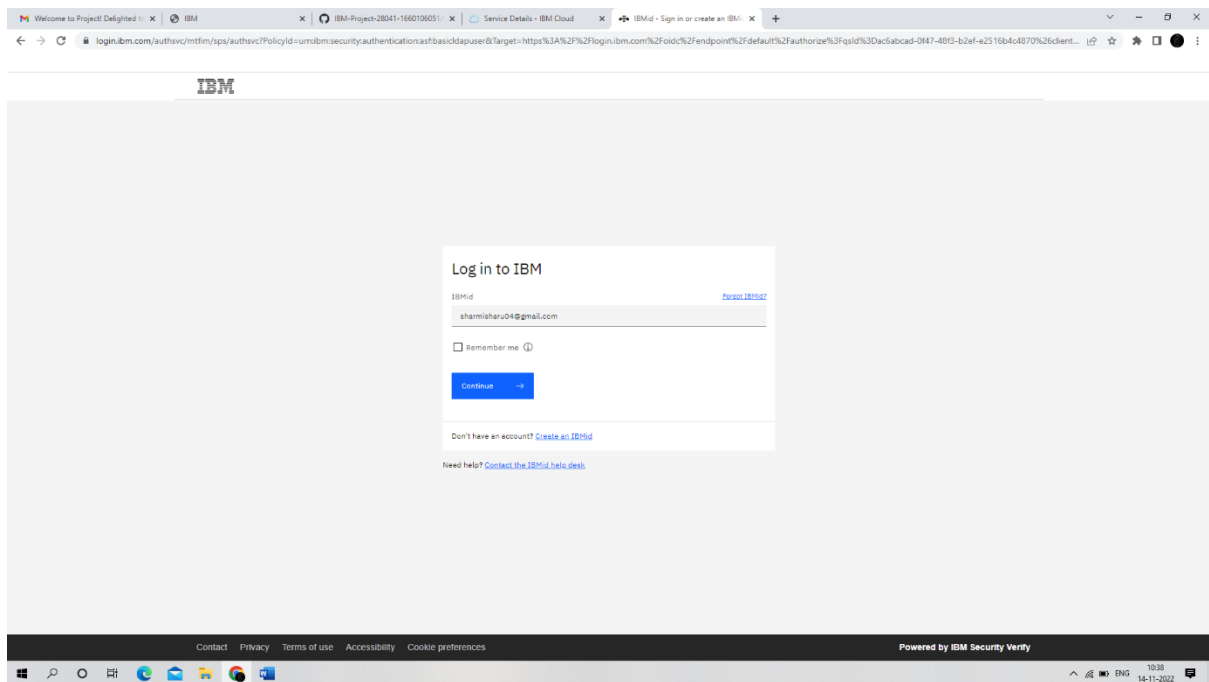 Welcome to Project! Delighted to
IBM
IBM-Project-28041-1660106051/
Service Details - IBM Cloud
IBMid - Sign in or create an IBMi
login.ibm.com/authsvc/mtfim/sps/authsvc?PolicyId=urn:ibm:security:authentication:asf:basicldapuser&Target=https%3A%2F%2Flogin.ibm.com%2Foidc%2Fendpoint%2Fdefault%2Fauthorize%3FqsId%3Dac6abcad-0f47-48f3-b2ef-e2516b4c4870%26client...
IBM
Log in to IBM
IBMid
Forgot IBMid?
sharmisharu04@gmail.com
Remember me
Continue
Don't have an account? Create an IBMid
Need help? Contact the IBMid help desk
Contact Privacy Terms of use Accessibility Cookie preferences
Powered by IBM Security Verify
ENG
10:38
14-11-2022